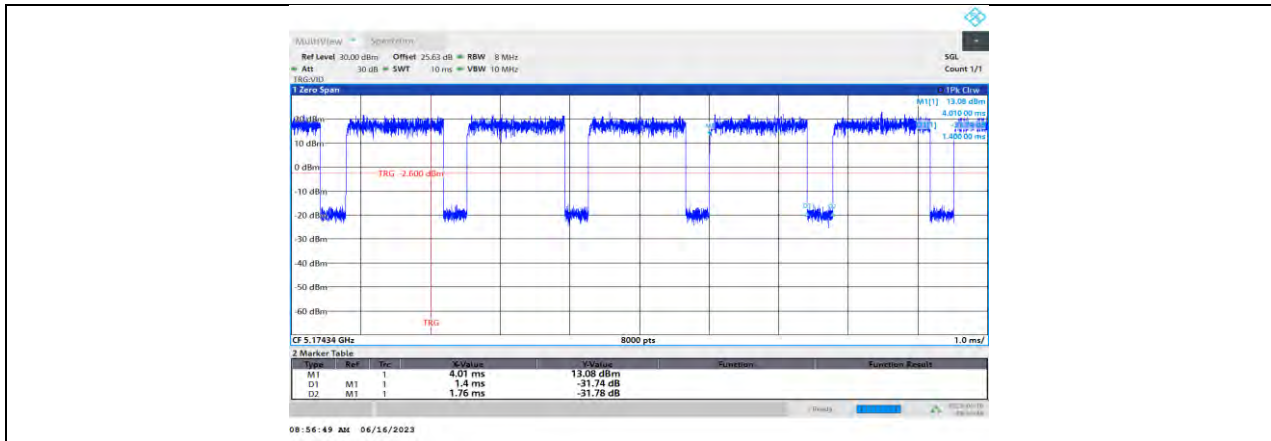 MultiView Spectrum
Ref Level 30.00 dBm Offset 25.63 dB RBW 8 MHz
SGL
Att 30 dB SWT 10 ms VBW 10 MHz
Count 1/1
TRG:VID
1 Zero Span
1Pk Clrw
M1[1] 13.08 dBm
4.010 00 ms
1.400 00 ms
10 dBm
0 dBm
TRG -2.600 dBm
-10 dBm
-20 dBm
-30 dBm
-40 dBm
-50 dBm
-60 dBm
TRG
CF 5.17434 GHz 8000 pts 1.0 ms/
2 Marker Table
Type Ref Trc X-Value Y-Value Function Function Result
M1 1 4.01 ms 13.08 dBm
D1 M1 1 1.4 ms -31.74 dB
D2 M1 1 1.76 ms -31.78 dB
Ready
08:56:49 AM 06/16/2023